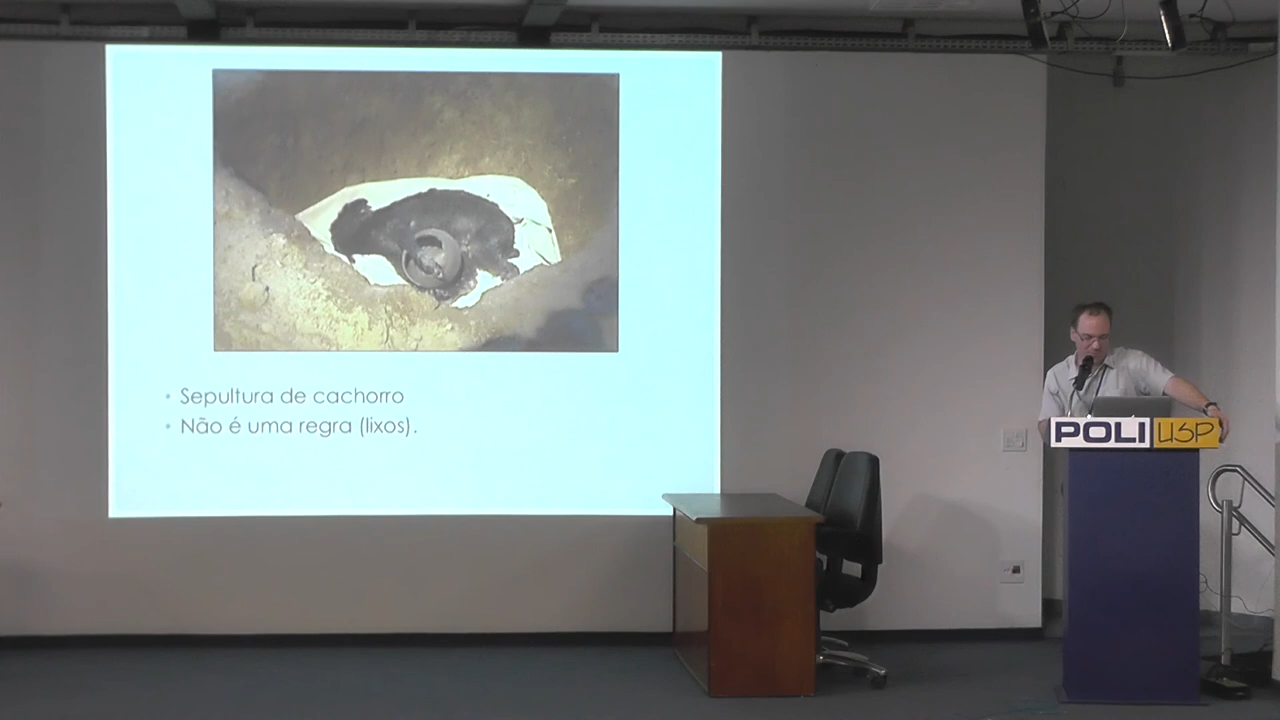 Sepultura de cachorro
Não é uma regra (lixos).
POLI USP